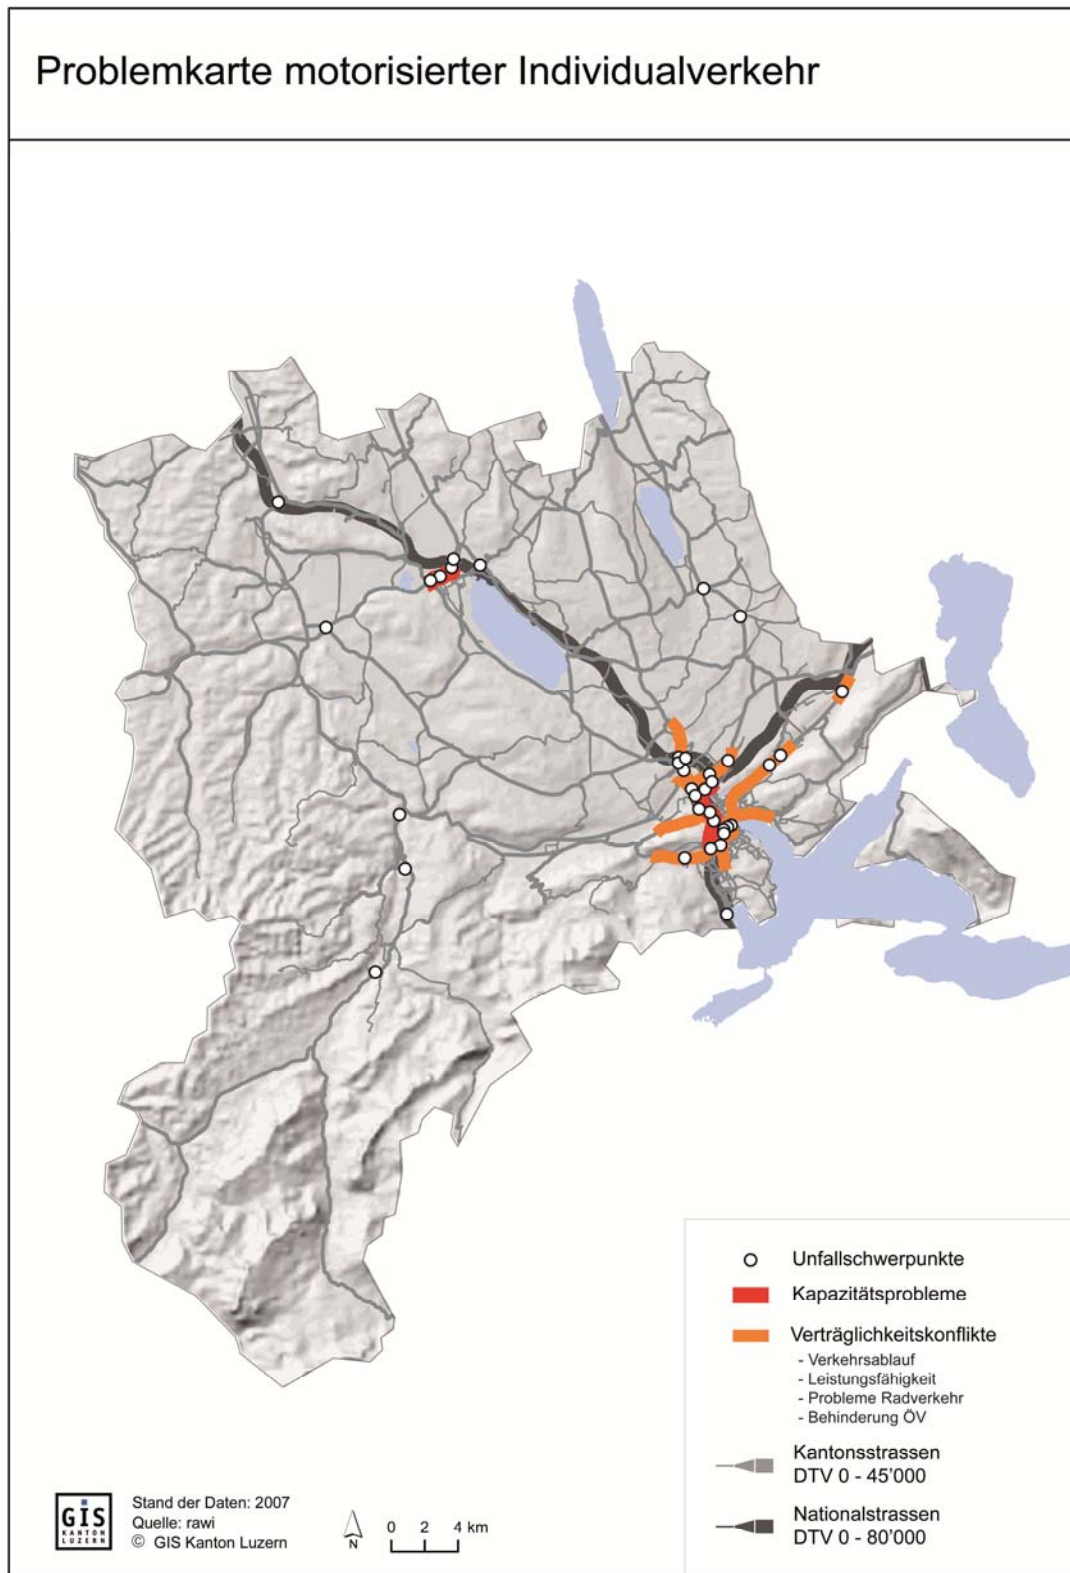 Problemkarte motorisierter Individualverkehr
Unfallschwerpunkte
Kapazitätsprobleme
Verträglichkeitskonflikte
- Verkehrsablauf
- Leistungsfähigkeit
- Probleme Radverkehr
- Behinderung ÖV
Kantonsstrassen
DTV 0 - 45'000
Nationalstrassen
DTV 0 - 80'000
GIS
KANTON
LUZERN
Stand der Daten: 2007
Quelle: rawi
© GIS Kanton Luzern
N
0 2 4 km